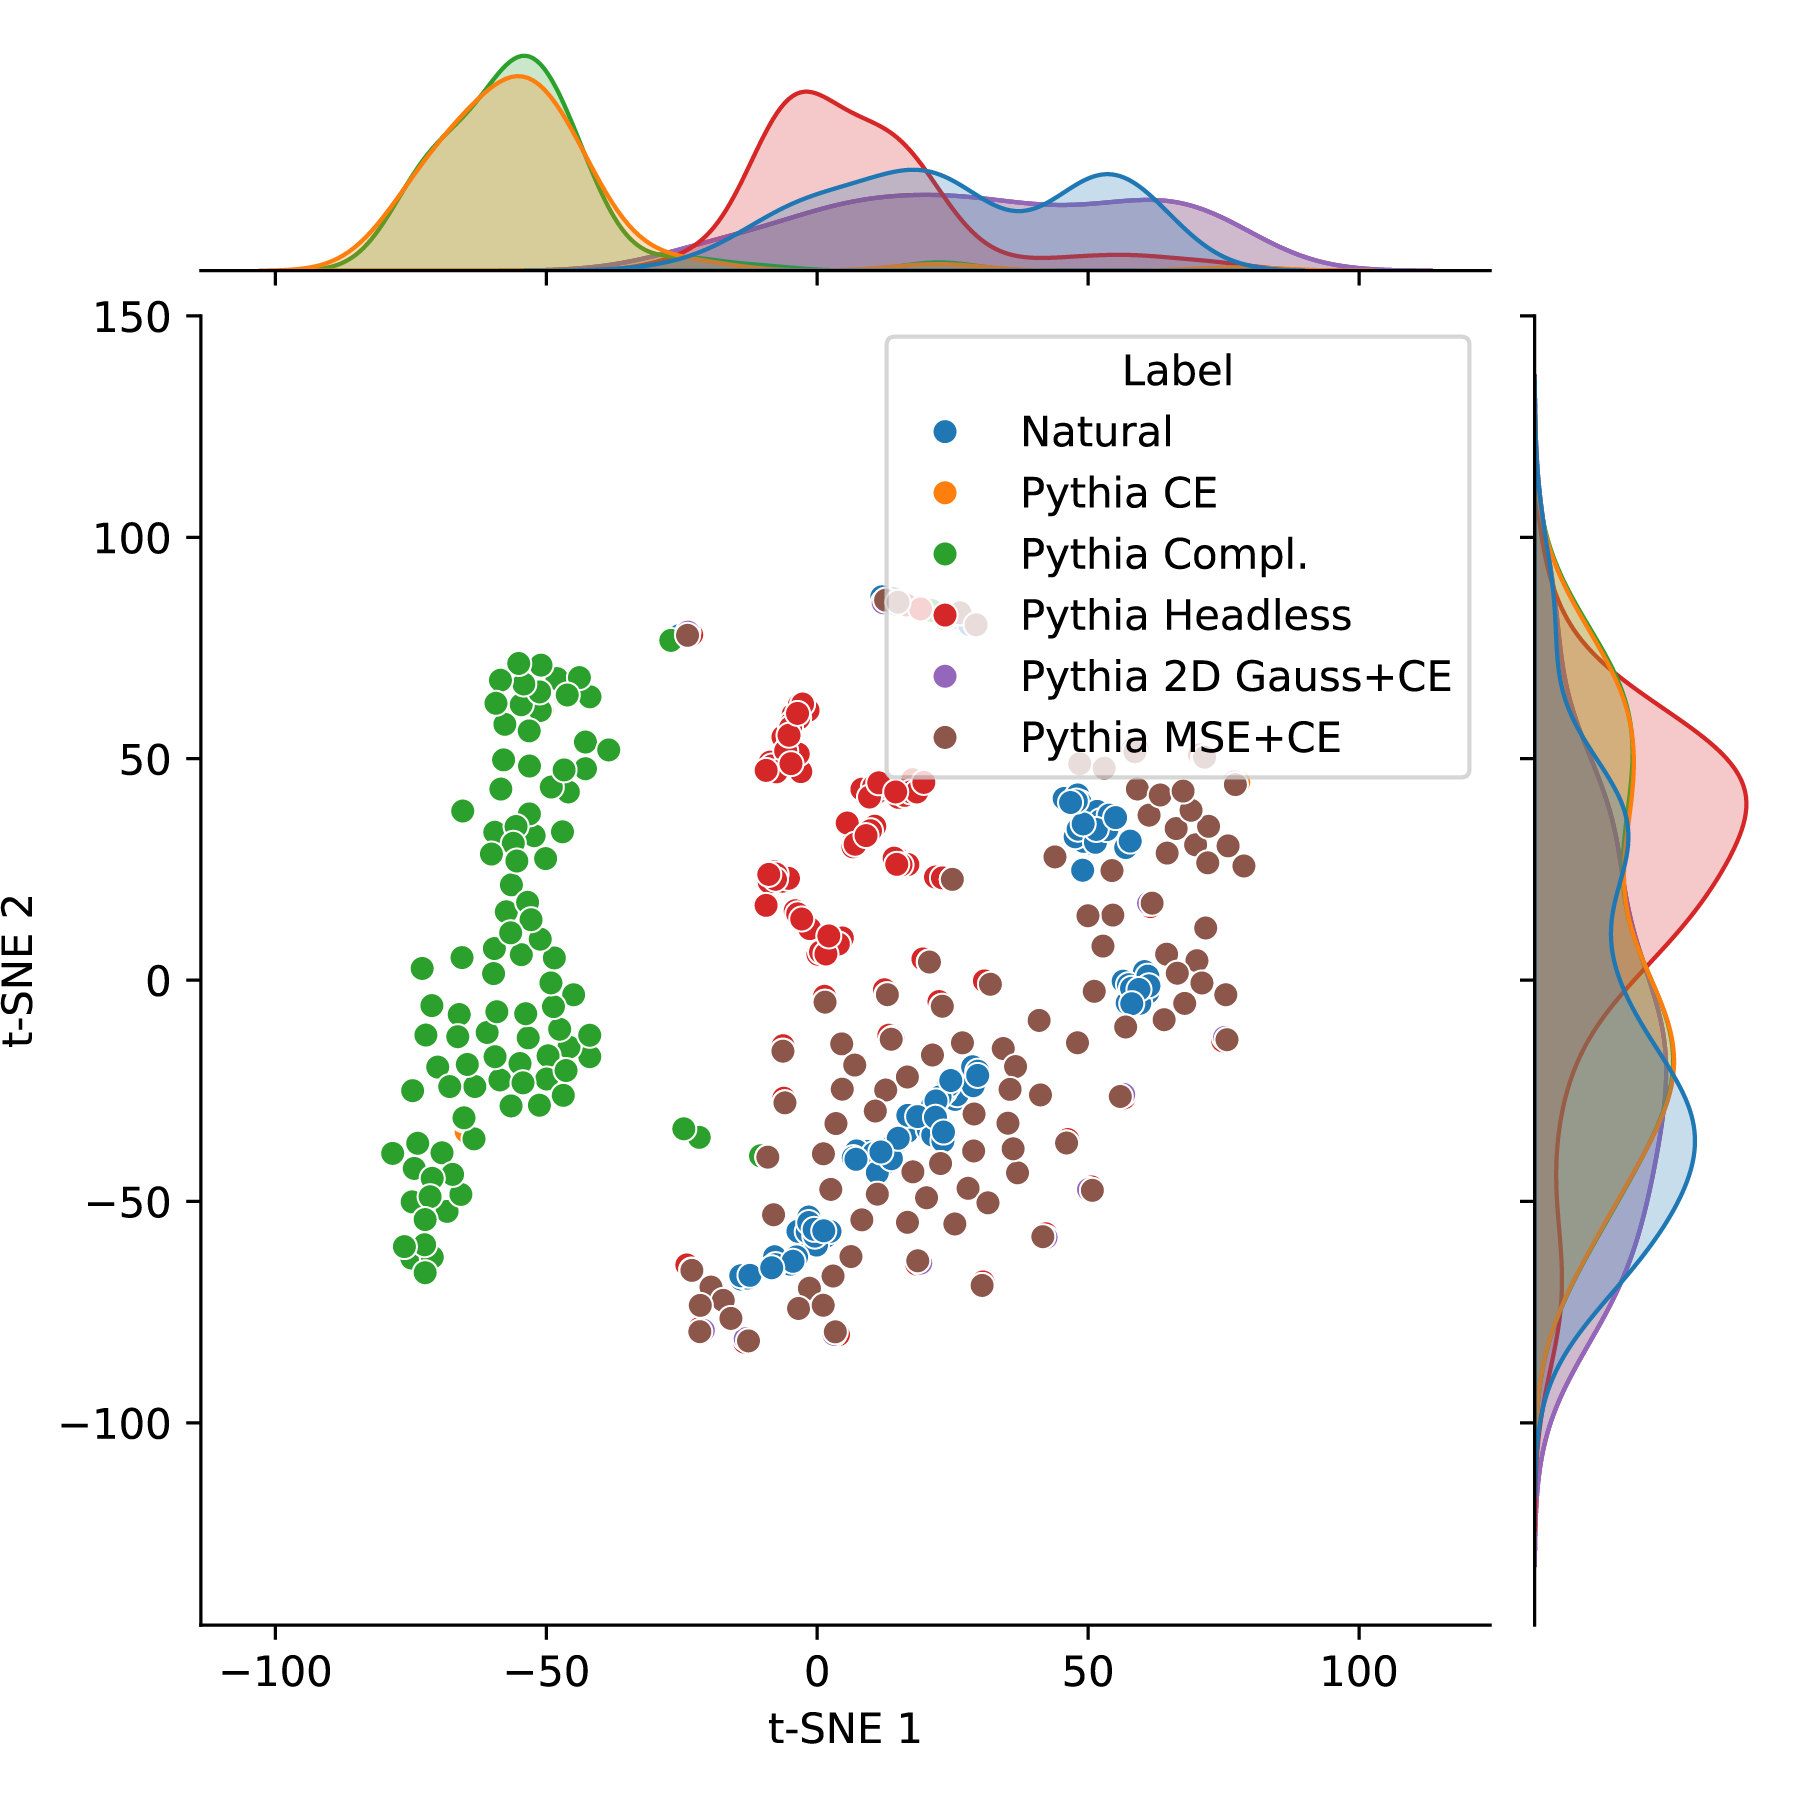 150
100
50
0
−50
−100
t-SNE 2
Label
Natural
Pythia CE
Pythia Compl.
Pythia Headless
Pythia 2D Gauss+CE
Pythia MSE+CE
−100
−50
0
50
100
t-SNE 1